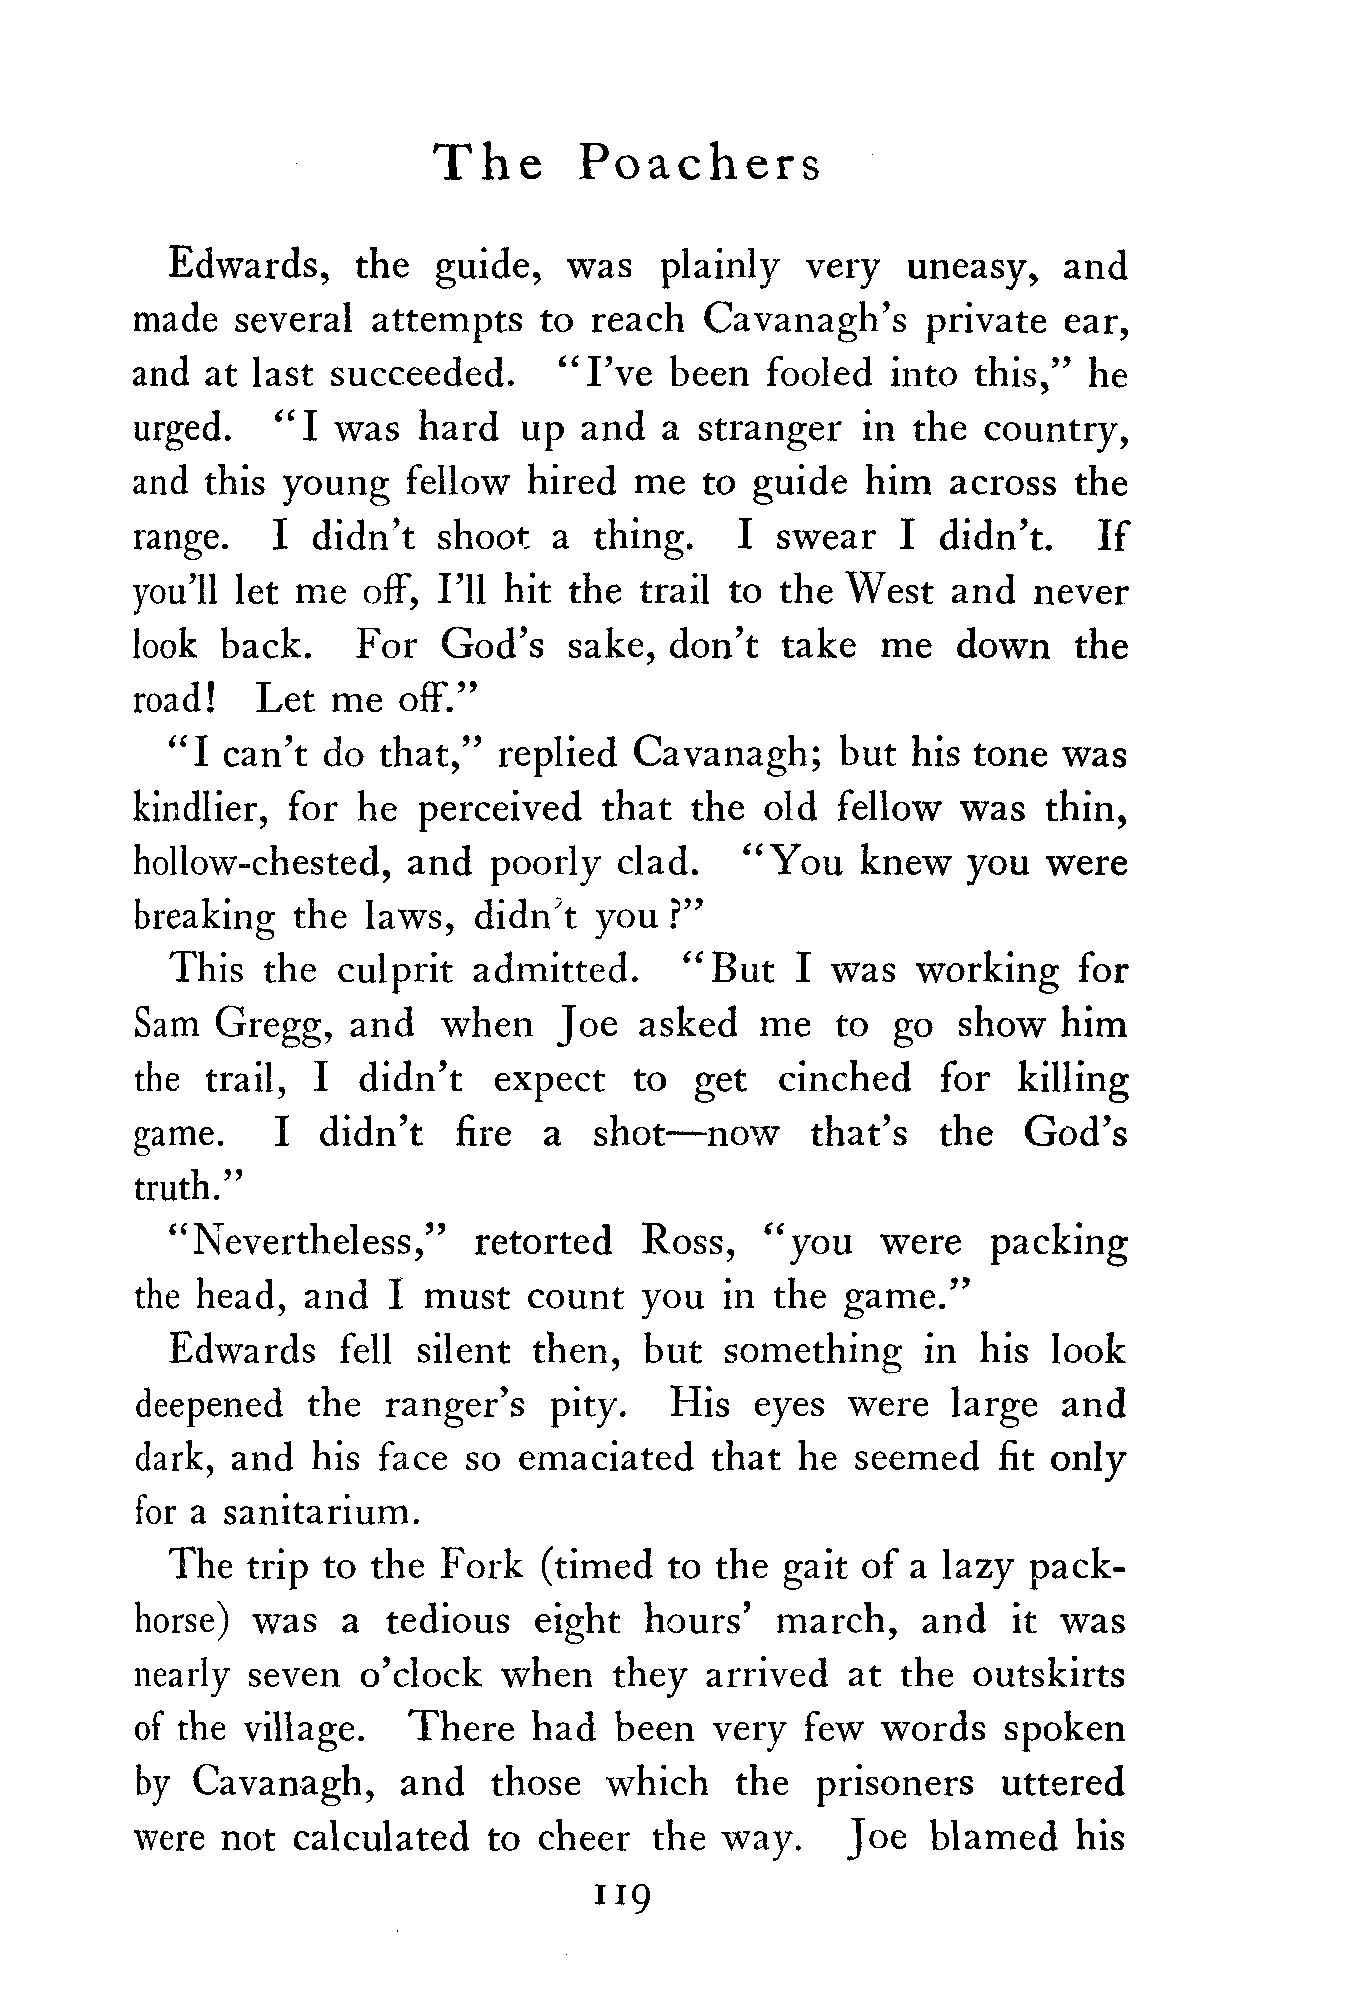 The Poachers
Edwards, the guide, was plainly very uneasy, and
made several attempts to reach Cavanagh's private ear,
and at last succeeded. "I've been fooled into this," he
urged. "I was hard up and a stranger in the country,
and this young fellow hired me to guide him across the
range. I didn't shoot a thing. I swear I didn't. If
you'll let me off, I'll hit the trail to the West and never
look back. For God's sake, don't take me down the
road! Let me off."
"I can't do that," replied Cavanagh; but his tone was
kindlier, for he perceived that the old fellow was thin,
hollow-chested, and poorly clad. "You knew you were
breaking the laws, didn't you?"
This the culprit admitted. "But I was working for
Sam Gregg, and when Joe asked me to go show him
the trail, I didn't expect to get cinched for killing
game. I didn't fire a shot—now that's the God's
truth."
"Nevertheless," retorted Ross, "you were packing
the head, and I must count you in the game."
Edwards fell silent then, but something in his look
deepened the ranger's pity. His eyes were large and
dark, and his face so emaciated that he seemed fit only
for a sanitarium.
The trip to the Fork (timed to the gait of a lazy pack-
horse) was a tedious eight hours' march, and it was
nearly seven o'clock when they arrived at the outskirts
of the village. There had been very few words spoken
by Cavanagh, and those which the prisoners uttered
were not calculated to cheer the way. Joe blamed his
119